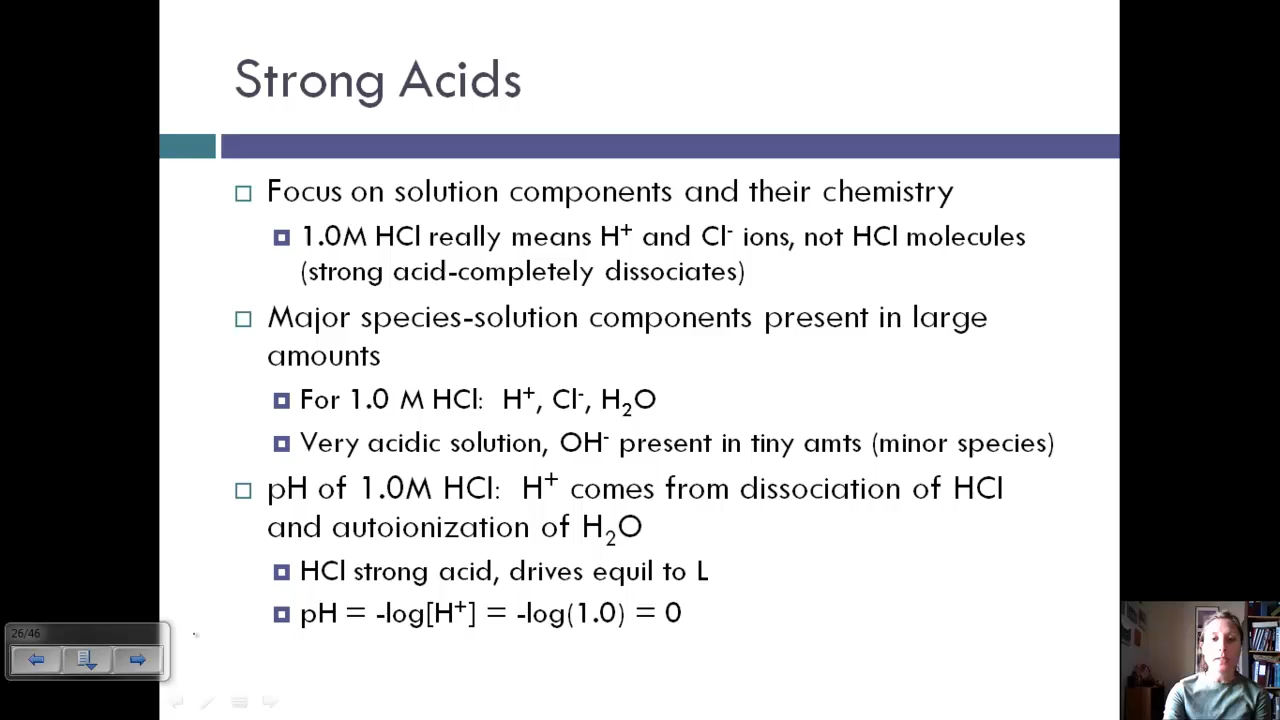 Strong Acids
Focus on solution components and their chemistry
1.0M HCl really means H⁺ and Cl⁻ ions, not HCl molecules
(strong acid-completely dissociates)
Major species-solution components present in large
amounts
For 1.0 M HCl: H⁺, Cl⁻, H₂O
Very acidic solution, OH⁻ present in tiny amts (minor species)
pH of 1.0M HCl: H⁺ comes from dissociation of HCl
and autoionization of H₂O
HCl strong acid, drives equil to L
pH = -log[H⁺] = -log(1.0) = 0
26/46